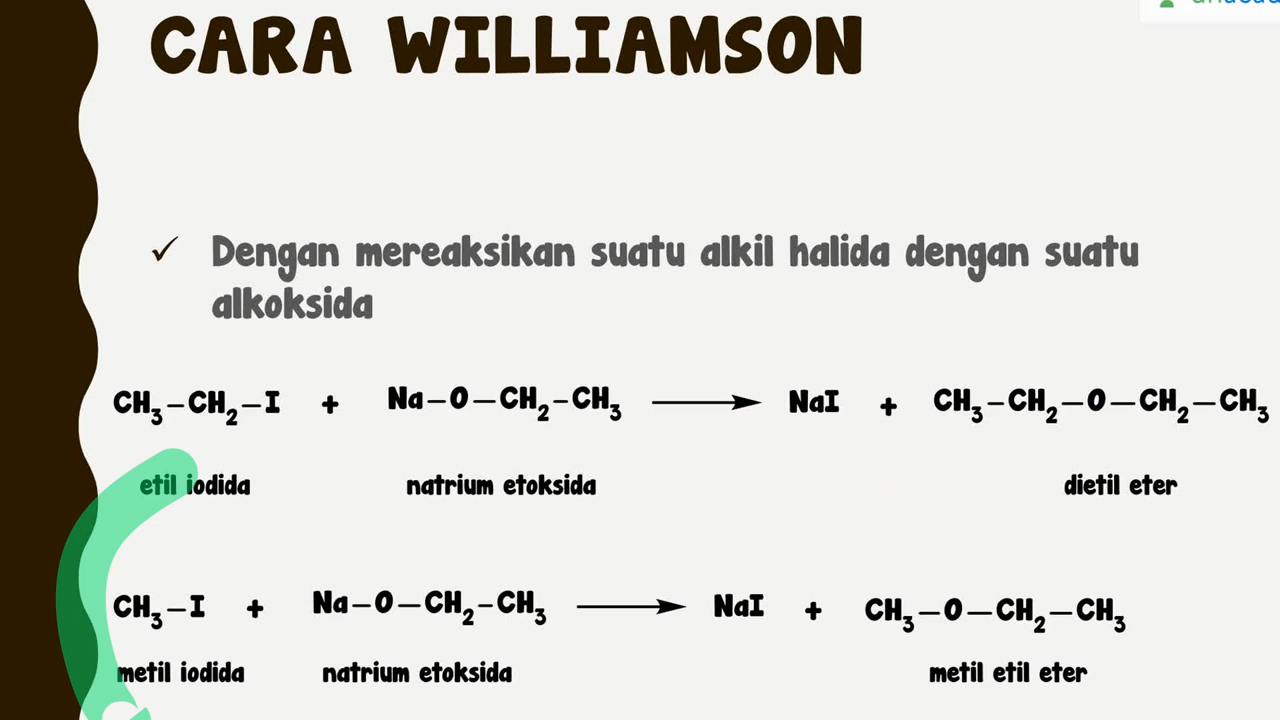 CARA WILLIAMSON
✓ Dengan mereaksikan suatu alkil halida dengan suatu
alkoksida
CH₃–CH₂–I + Na–O–CH₂–CH₃ ⟶ NaI + CH₃–CH₂–O–CH₂–CH₃
etil iodida natrium etoksida dietil eter
CH₃–I + Na–O–CH₂–CH₃ ⟶ NaI + CH₃–O–CH₂–CH₃
metil iodida natrium etoksida metil etil eter